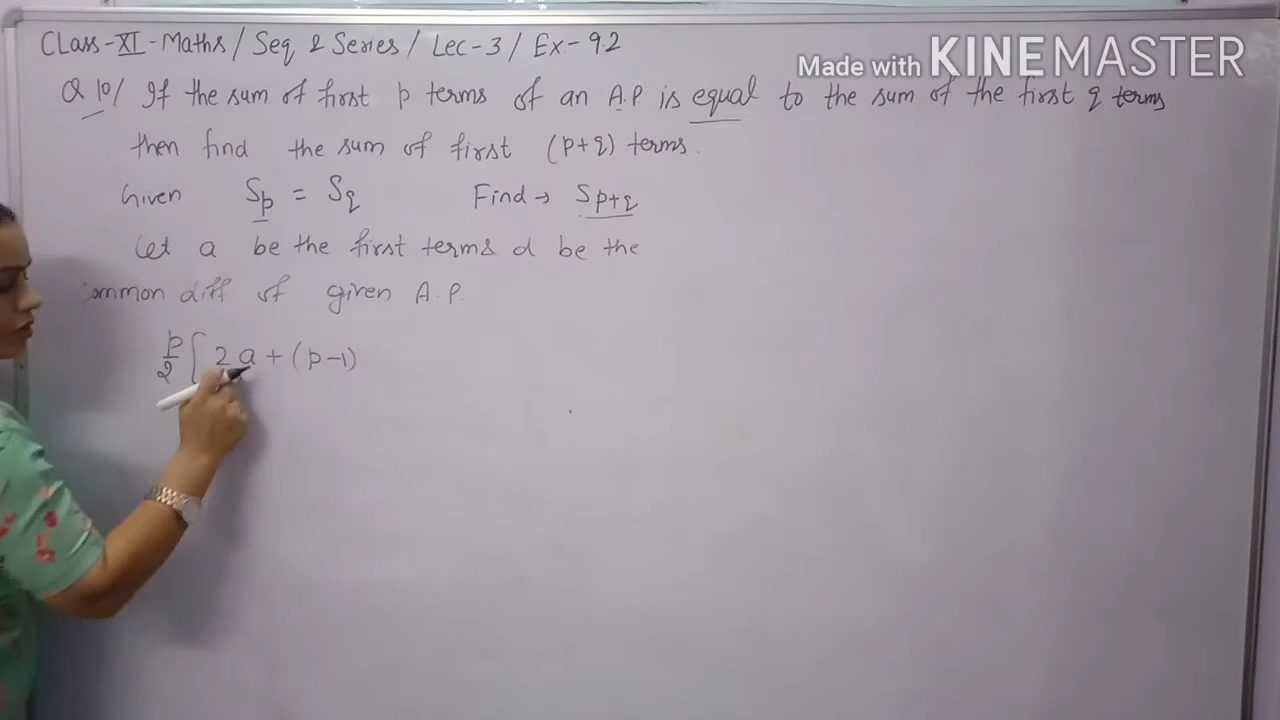 CLass-XI-Maths / Seq & Series / Lec-3 / Ex-9.2
Made with KINEMASTER
Q 10/ If the sum of first p terms of an A.P is equal to the sum of the first q terms
then find the sum of first (p+q) terms.
Given Sp = Sq Find → Sp+q
Let a be the first term & d be the
ommon diff. of given A.P.
p/2 [ 2a + (p-1)